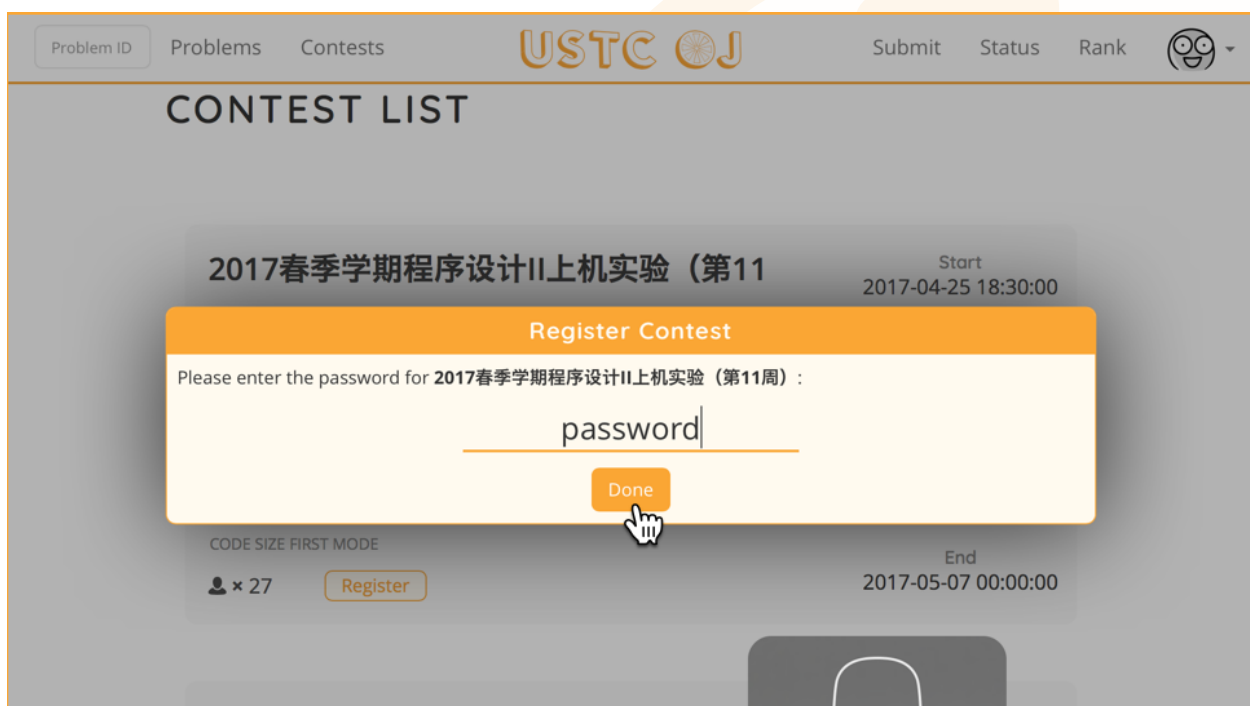 Problem ID Problems Contests USTC OJ Submit Status Rank
CONTEST LIST
2017春季学期程序设计II上机实验（第11
Start
2017-04-25 18:30:00
Register Contest
Please enter the password for 2017春季学期程序设计II上机实验（第11周）:
password
Done
CODE SIZE FIRST MODE
× 27 Register
End
2017-05-07 00:00:00